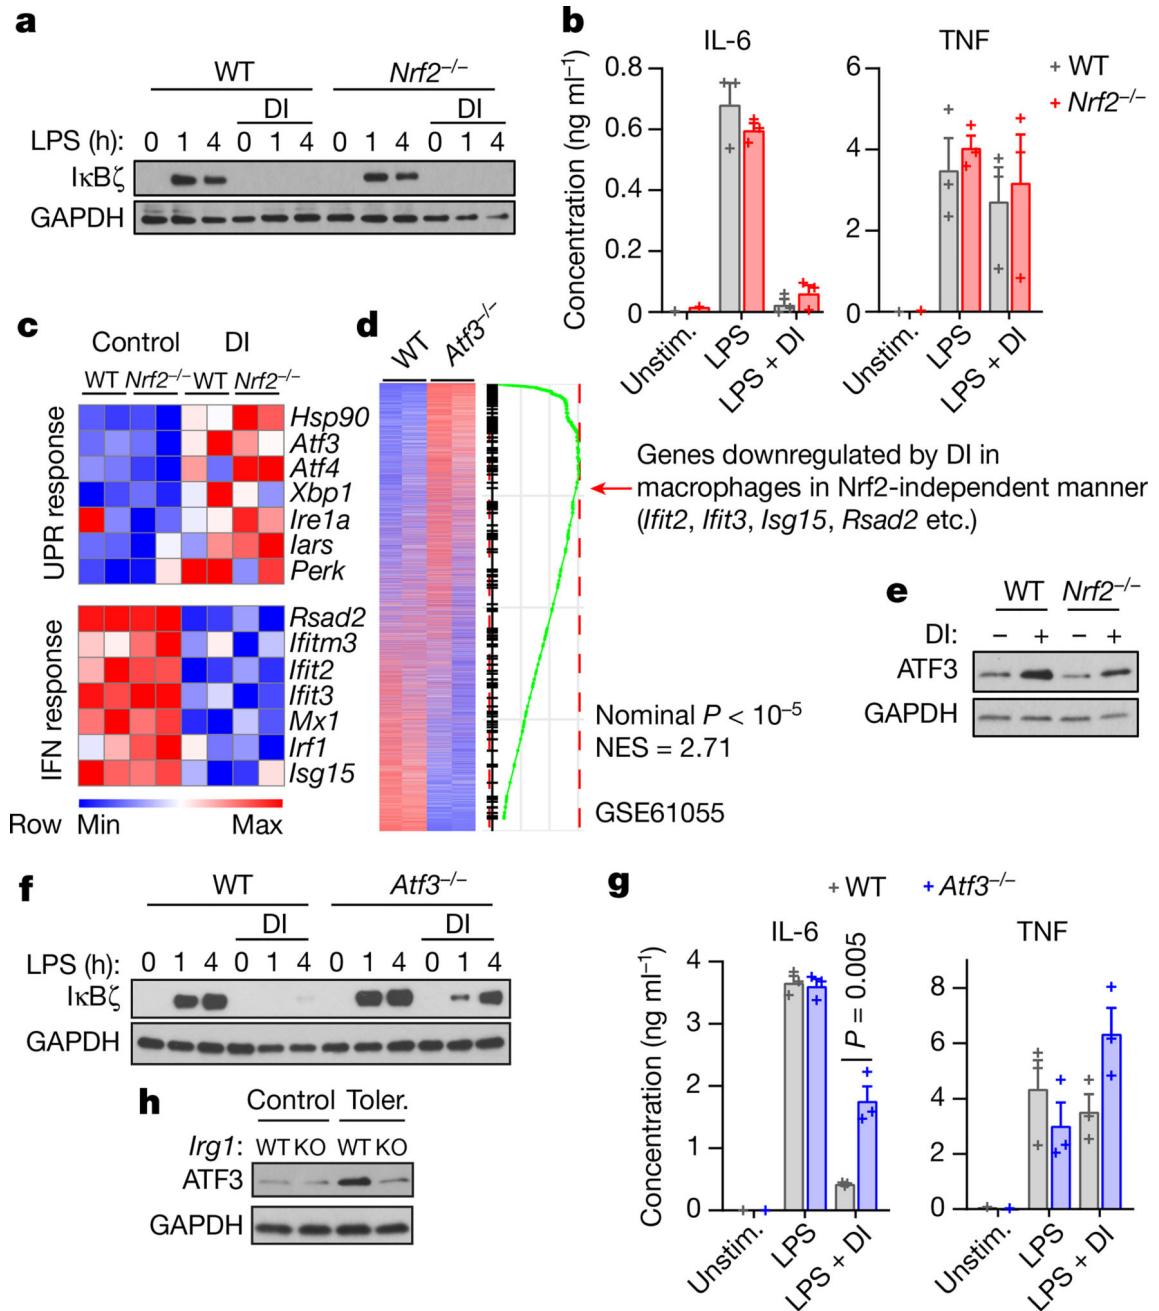 a
WT Nrf2–/–
DI DI
LPS (h): 0 1 4 0 1 4 0 1 4 0 1 4
IκBζ
GAPDH
b
IL-6
Concentration (ng ml–1)
0.8
0.6
0.4
0.2
0
Unstim.
LPS
LPS + DI
TNF
6
4
2
0
Unstim.
LPS
LPS + DI
WT
Nrf2–/–
c
Control DI
WT Nrf2–/– WT Nrf2–/–
UPR response
Hsp90
Atf3
Atf4
Xbp1
Ire1a
Iars
Perk
IFN response
Rsad2
Ifitm3
Ifit2
Ifit3
Mx1
Irf1
Isg15
Row Min Max
d
WT Atf3–/–
Genes downregulated by DI in
macrophages in Nrf2-independent manner
(Ifit2, Ifit3, Isg15, Rsad2 etc.)
Nominal P < 10–5
NES = 2.71
GSE61055
e
WT Nrf2–/–
DI: – + – +
ATF3
GAPDH
f
WT Atf3–/–
DI DI
LPS (h): 0 1 4 0 1 4 0 1 4 0 1 4
IκBζ
GAPDH
g
WT Atf3–/–
IL-6
Concentration (ng ml–1)
4
3
2
1
0
P = 0.005
Unstim.
LPS
LPS + DI
TNF
8
6
4
2
0
Unstim.
LPS
LPS + DI
h
Control Toler.
Irg1: WT KO WT KO
ATF3
GAPDH